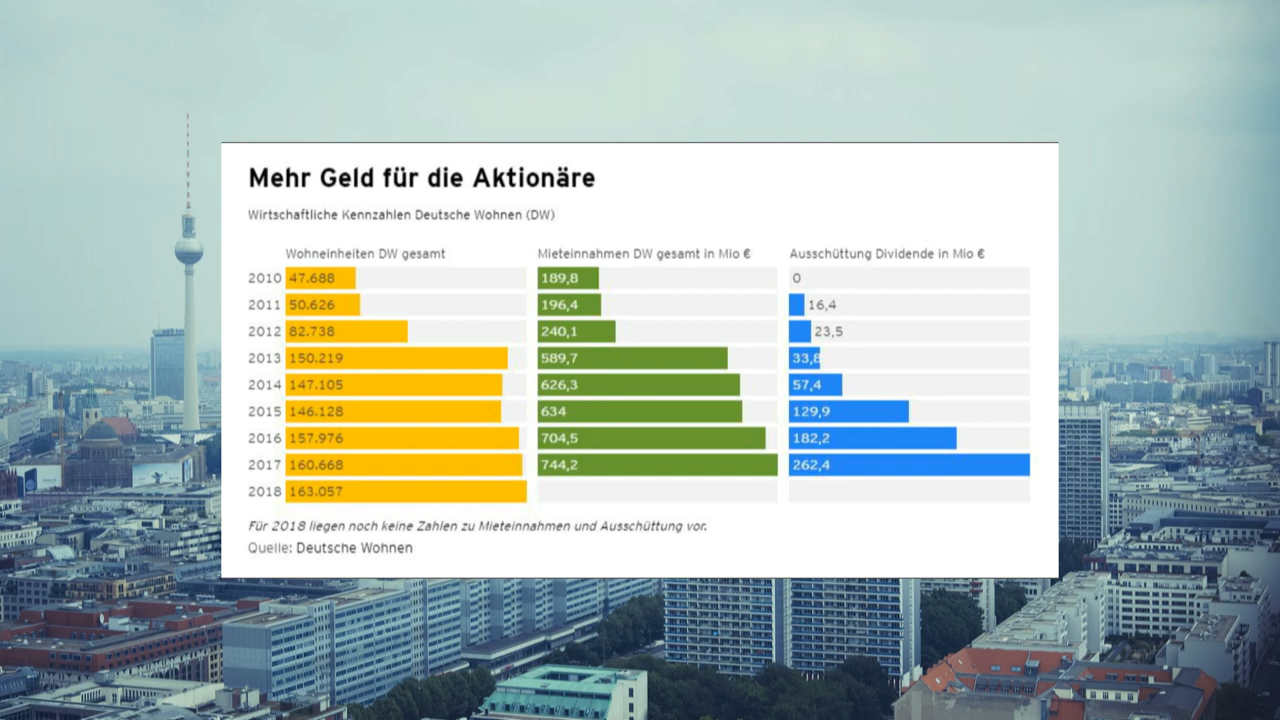 Mehr Geld für die Aktionäre
Wirtschaftliche Kennzahlen Deutsche Wohnen (DW)
Wohneinheiten DW gesamt Mieteinnahmen DW gesamt in Mio € Ausschüttung Dividende in Mio €
2010 47.688 189,8 0
2011 50.626 196,4 16,4
2012 82.738 240,1 23,5
2013 150.219 589,7 33,8
2014 147.105 626,3 57,4
2015 146.128 634 129,9
2016 157.976 704,5 182,2
2017 160.668 744,2 262,4
2018 163.057
Für 2018 liegen noch keine Zahlen zu Mieteinnahmen und Ausschüttung vor.
Quelle: Deutsche Wohnen